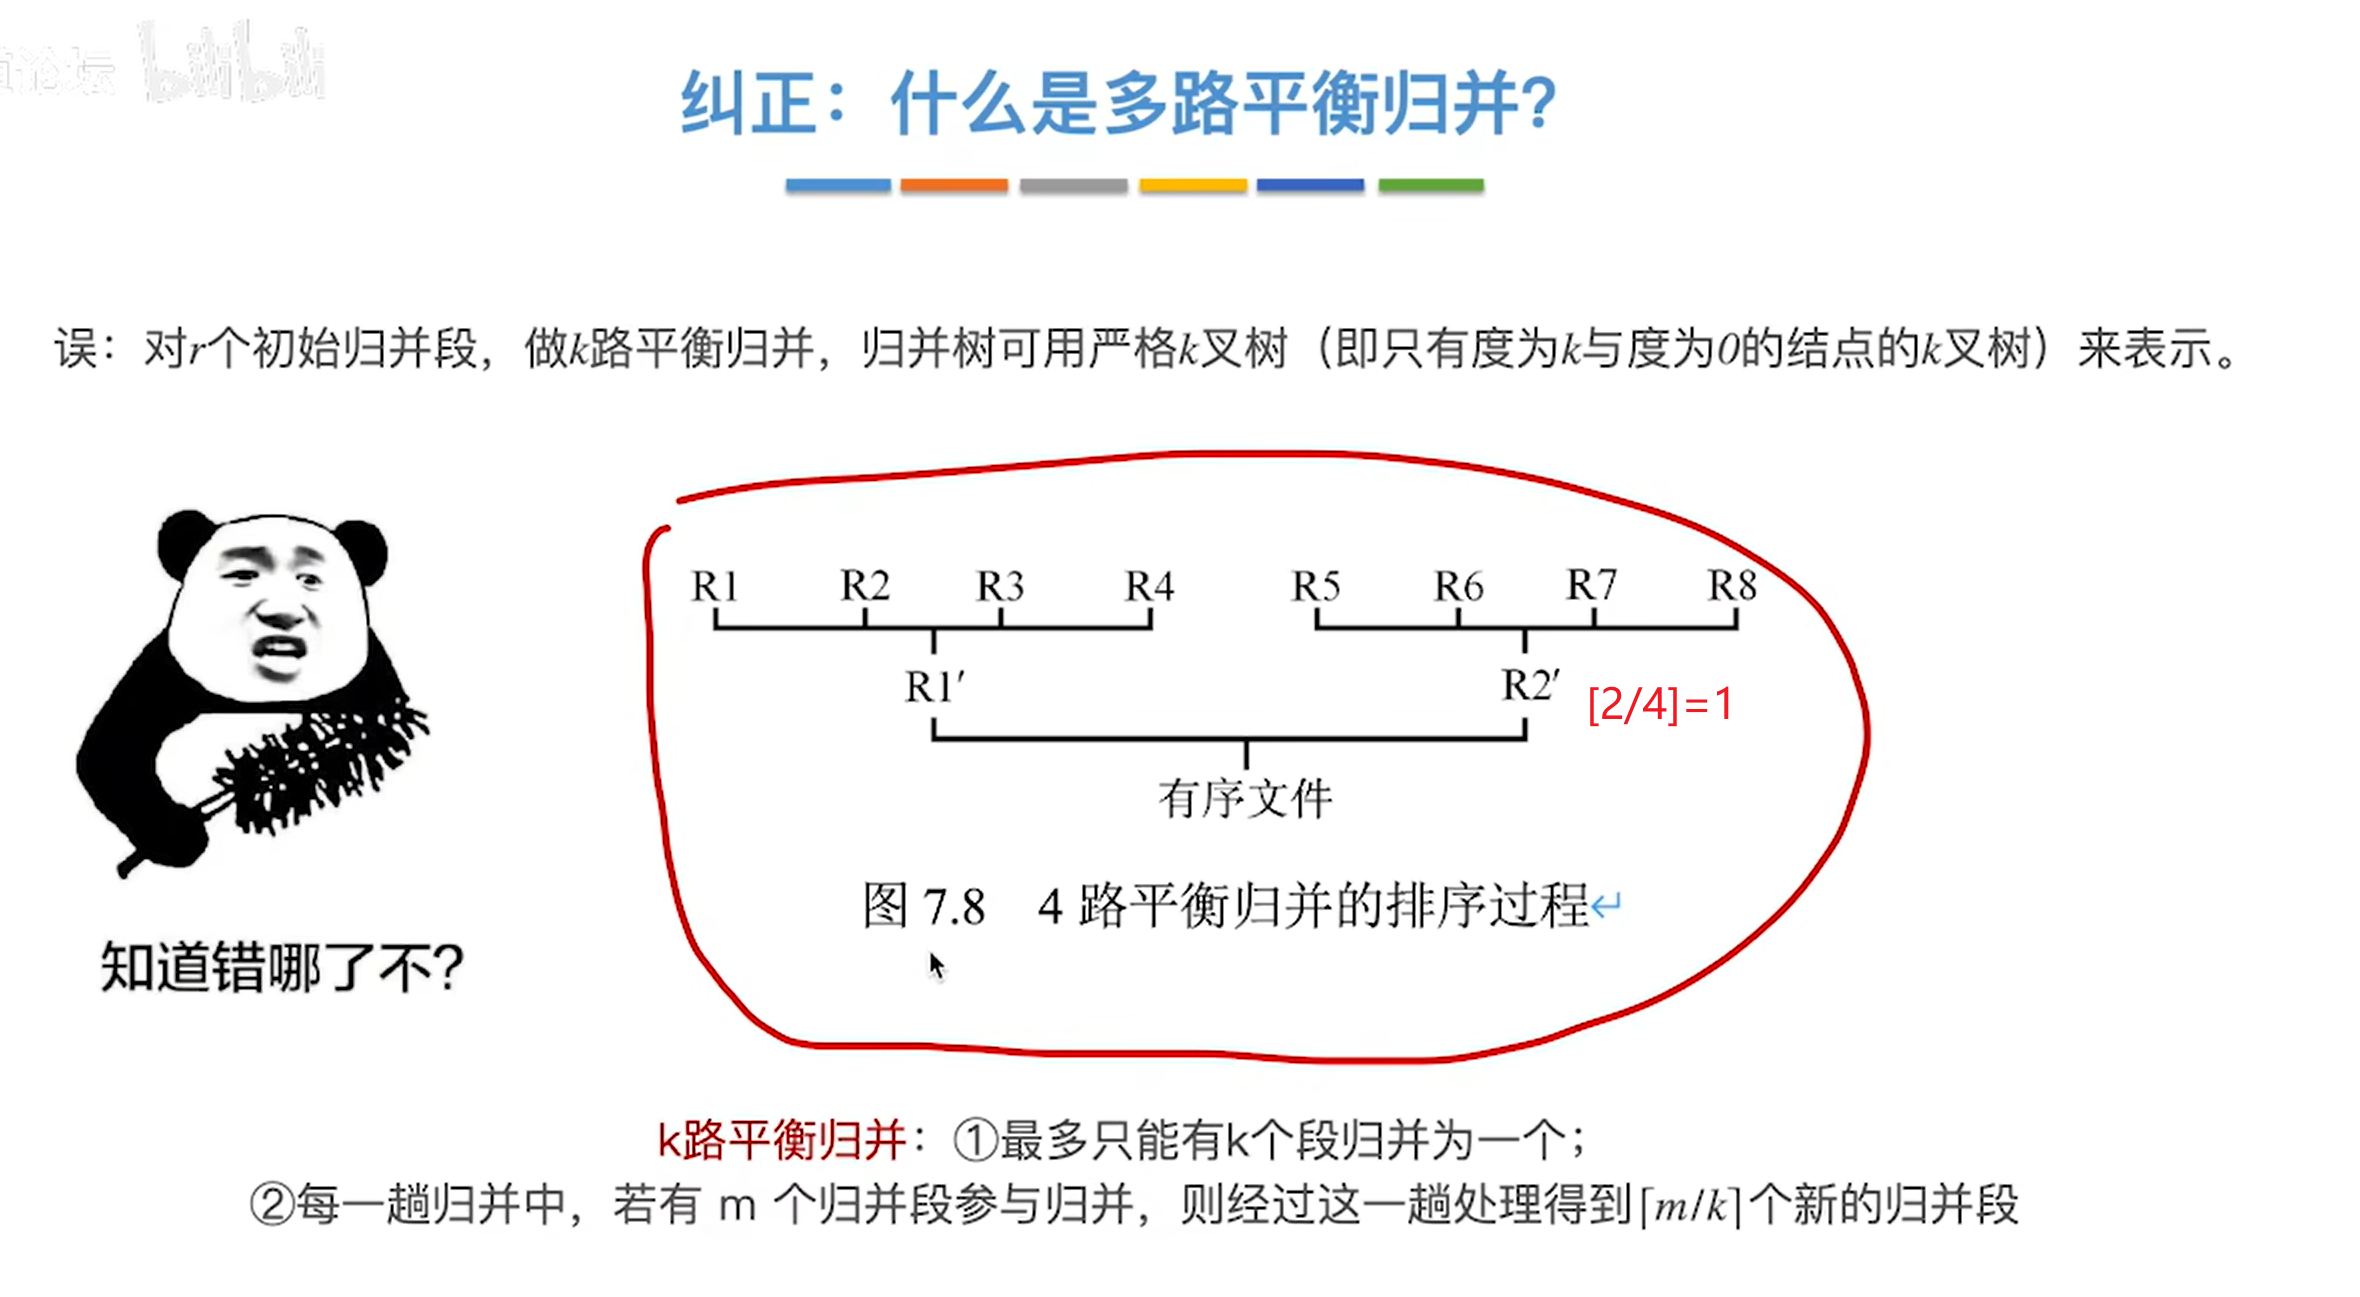 论坛 bilibili
纠正：什么是多路平衡归并？
误：对r个初始归并段，做k路平衡归并，归并树可用严格k叉树（即只有度为k与度为0的结点的k叉树）来表示。
R1 R2 R3 R4 R5 R6 R7 R8
R1′ R2′ [2/4]=1
有序文件
图 7.8 4 路平衡归并的排序过程↵
知道错哪了不？
k路平衡归并：①最多只能有k个段归并为一个；
②每一趟归并中，若有 m 个归并段参与归并，则经过这一趟处理得到⌈m/k⌉个新的归并段